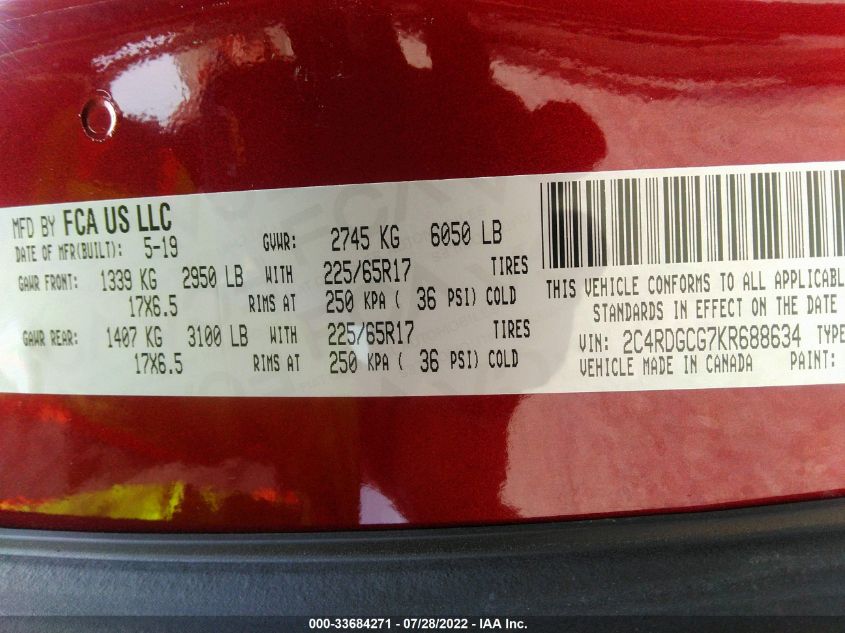 MFD BY FCA US LLC
DATE OF MFR(BUILT): 5-19 GVWR: 2745 KG 6050 LB
GAWR FRONT: 1339 KG 2950 LB WITH 225/65R17 TIRES
17X6.5 RIMS AT 250 KPA ( 36 PSI) COLD
GAWR REAR: 1407 KG 3100 LB WITH 225/65R17 TIRES
17X6.5 RIMS AT 250 KPA ( 36 PSI) COLD
THIS VEHICLE CONFORMS TO ALL APPLICABLE
STANDARDS IN EFFECT ON THE DATE
VIN: 2C4RDGCG7KR688634 TYPE
VEHICLE MADE IN CANADA PAINT:
000-33684271 - 07/28/2022 - IAA Inc.